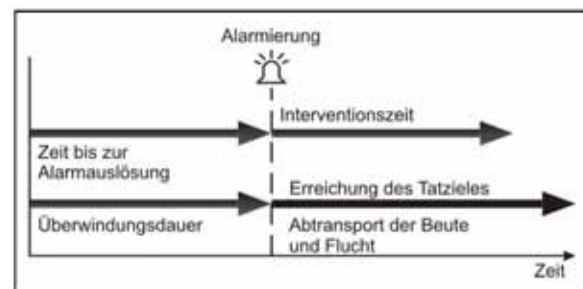 Alarmierung
Interventionszeit
Zeit bis zur
Alarmauslösung
Erreichung des Tatzieles
Überwindungsdauer
Abtransport der Beute
und Flucht
Zeit